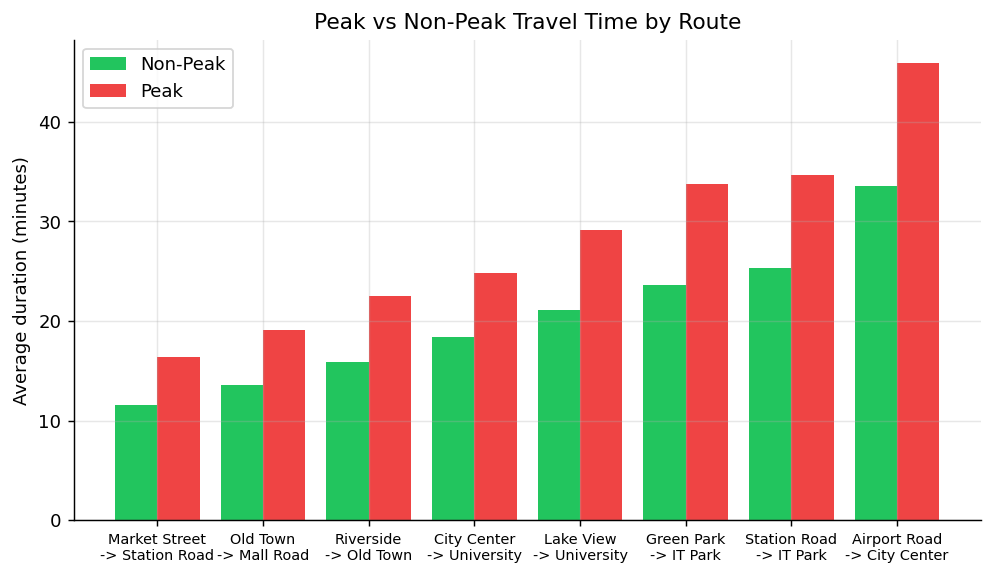 Peak vs Non-Peak Travel Time by Route
Non-Peak
Peak
Average duration (minutes)
40
30
20
10
0
Market Street
-> Station Road
Old Town
-> Mall Road
Riverside
-> Old Town
City Center
-> University
Lake View
-> University
Green Park
-> IT Park
Station Road
-> IT Park
Airport Road
-> City Center